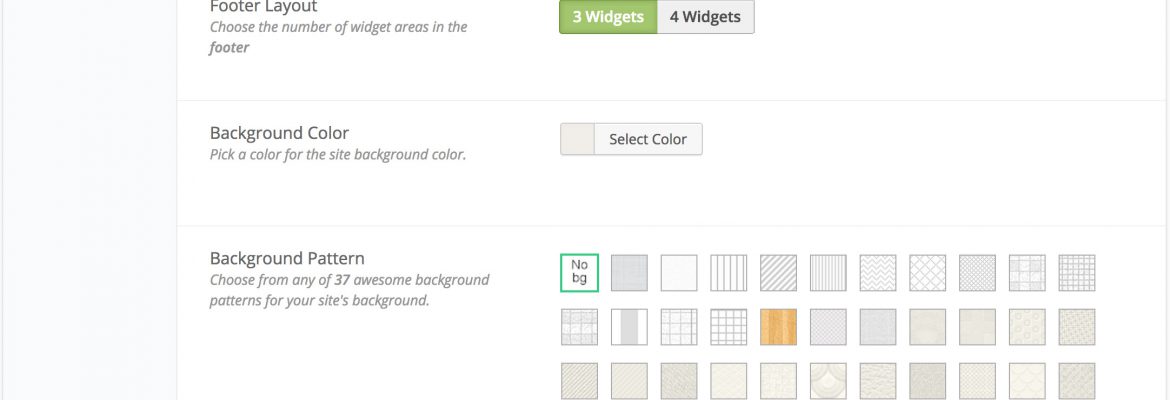 Footer Layout
3 Widgets 4 Widgets
Choose the number of widget areas in the
footer
Background Color
Select Color
Pick a color for the site background color.
Background Pattern
No
bg
Choose from any of 37 awesome background
patterns for your site's background.